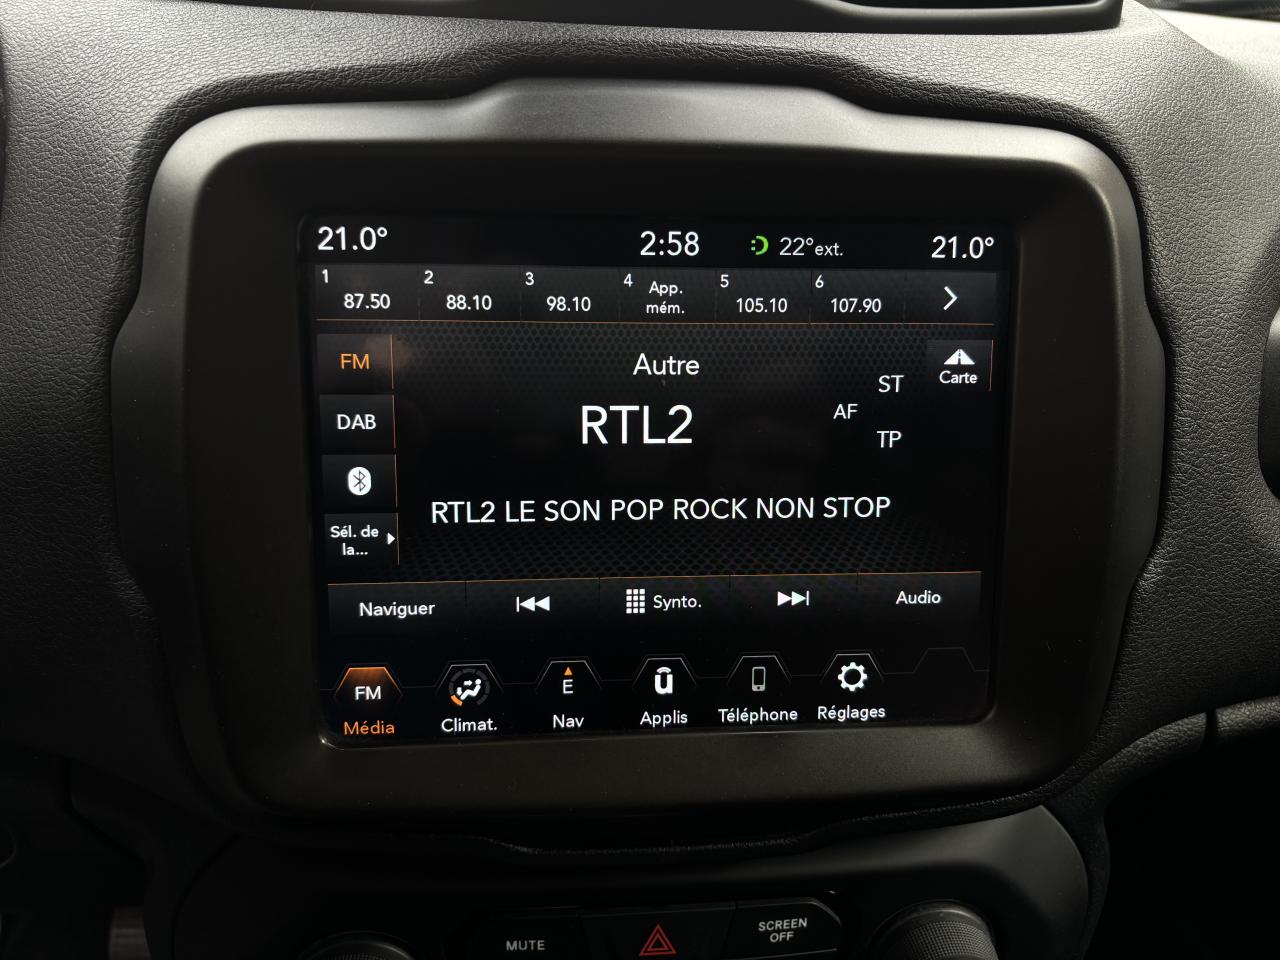 21.0° 2:58 22°ext. 21.0°
1 2 3 4 5 6
87.50 88.10 98.10 App. mém. 105.10 107.90
FM
Autre
Carte
ST
RTL2
AF
DAB
TP
RTL2 LE SON POP ROCK NON STOP
Sél. de
la...
Naviguer Synto. Audio
FM E
Média Climat. Nav Applis Téléphone Réglages
MUTE SCREEN
OFF